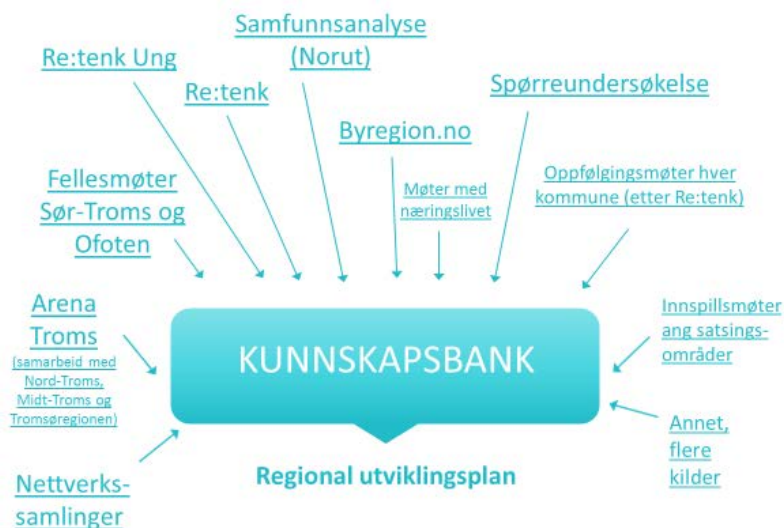 Samfunnsanalyse
(Norut)
Re:tenk Ung
Re:tenk
Spørreundersøkelse
Byregion.no
Fellesmøter
Sør-Troms og
Ofoten
Møter med
næringslivet
Oppfølgingsmøter hver
kommune (etter Re:tenk)
Arena
Troms
(samarbeid med
Nord-Troms,
Midt-Troms og
Tromsøregionen)
KUNNSKAPSBANK
Innspillsmøter
ang satsings-
områder
Annet,
flere
kilder
Nettverks-
samlinger
Regional utviklingsplan